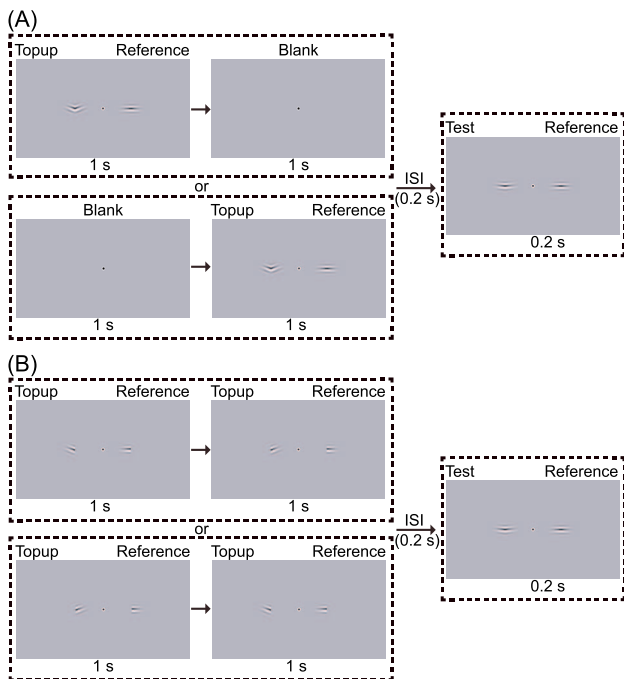 (A)
Topup Reference Blank
1 s 1 s
or
Blank Topup Reference
1 s 1 s
ISI
(0.2 s)
Test Reference
0.2 s
(B)
Topup Reference Topup Reference
1 s 1 s
or
Topup Reference Topup Reference
1 s 1 s
ISI
(0.2 s)
Test Reference
0.2 s